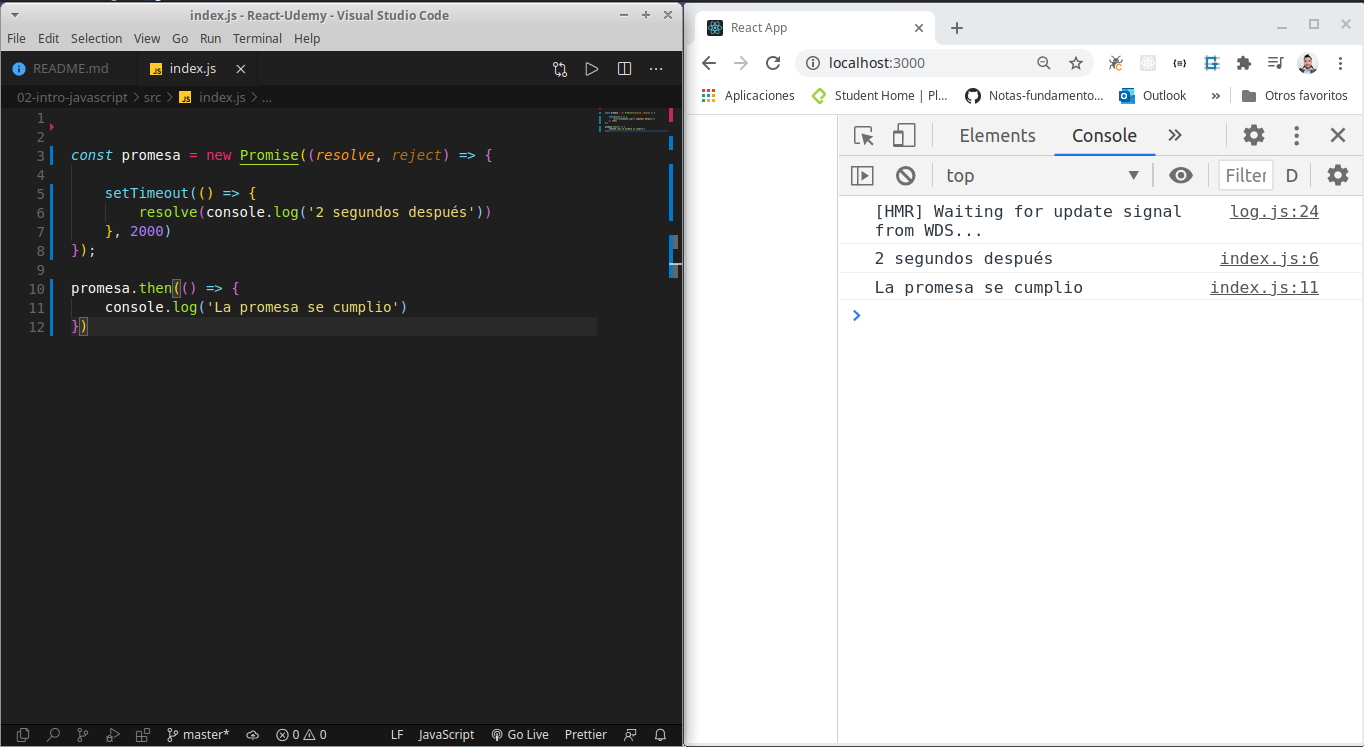 index.js - React-Udemy - Visual Studio Code
File Edit Selection View Go Run Terminal Help
README.md
index.js
02-intro-javascript > src > index.js > ...
1
2
3 const promesa = new Promise((resolve, reject) => {
4
5 setTimeout(() => {
6 resolve(console.log('2 segundos después'))
7 }, 2000)
8 });
9
10 promesa.then(() => {
11 console.log('La promesa se cumplio')
12 })
master* 0 0 LF JavaScript Go Live Prettier
React App
localhost:3000
Aplicaciones Student Home | Pl... Notas-fundamento... Outlook » Otros favoritos
Elements Console »
top Filter D
[HMR] Waiting for update signal log.js:24
from WDS...
2 segundos después index.js:6
La promesa se cumplio index.js:11